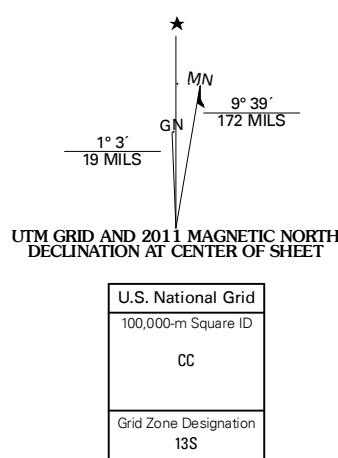 MN
9° 39´
172 MILS
GN
1° 3´
19 MILS
UTM GRID AND 2011 MAGNETIC NORTH
DECLINATION AT CENTER OF SHEET
U.S. National Grid
100,000-m Square ID
CC
Grid Zone Designation
13S